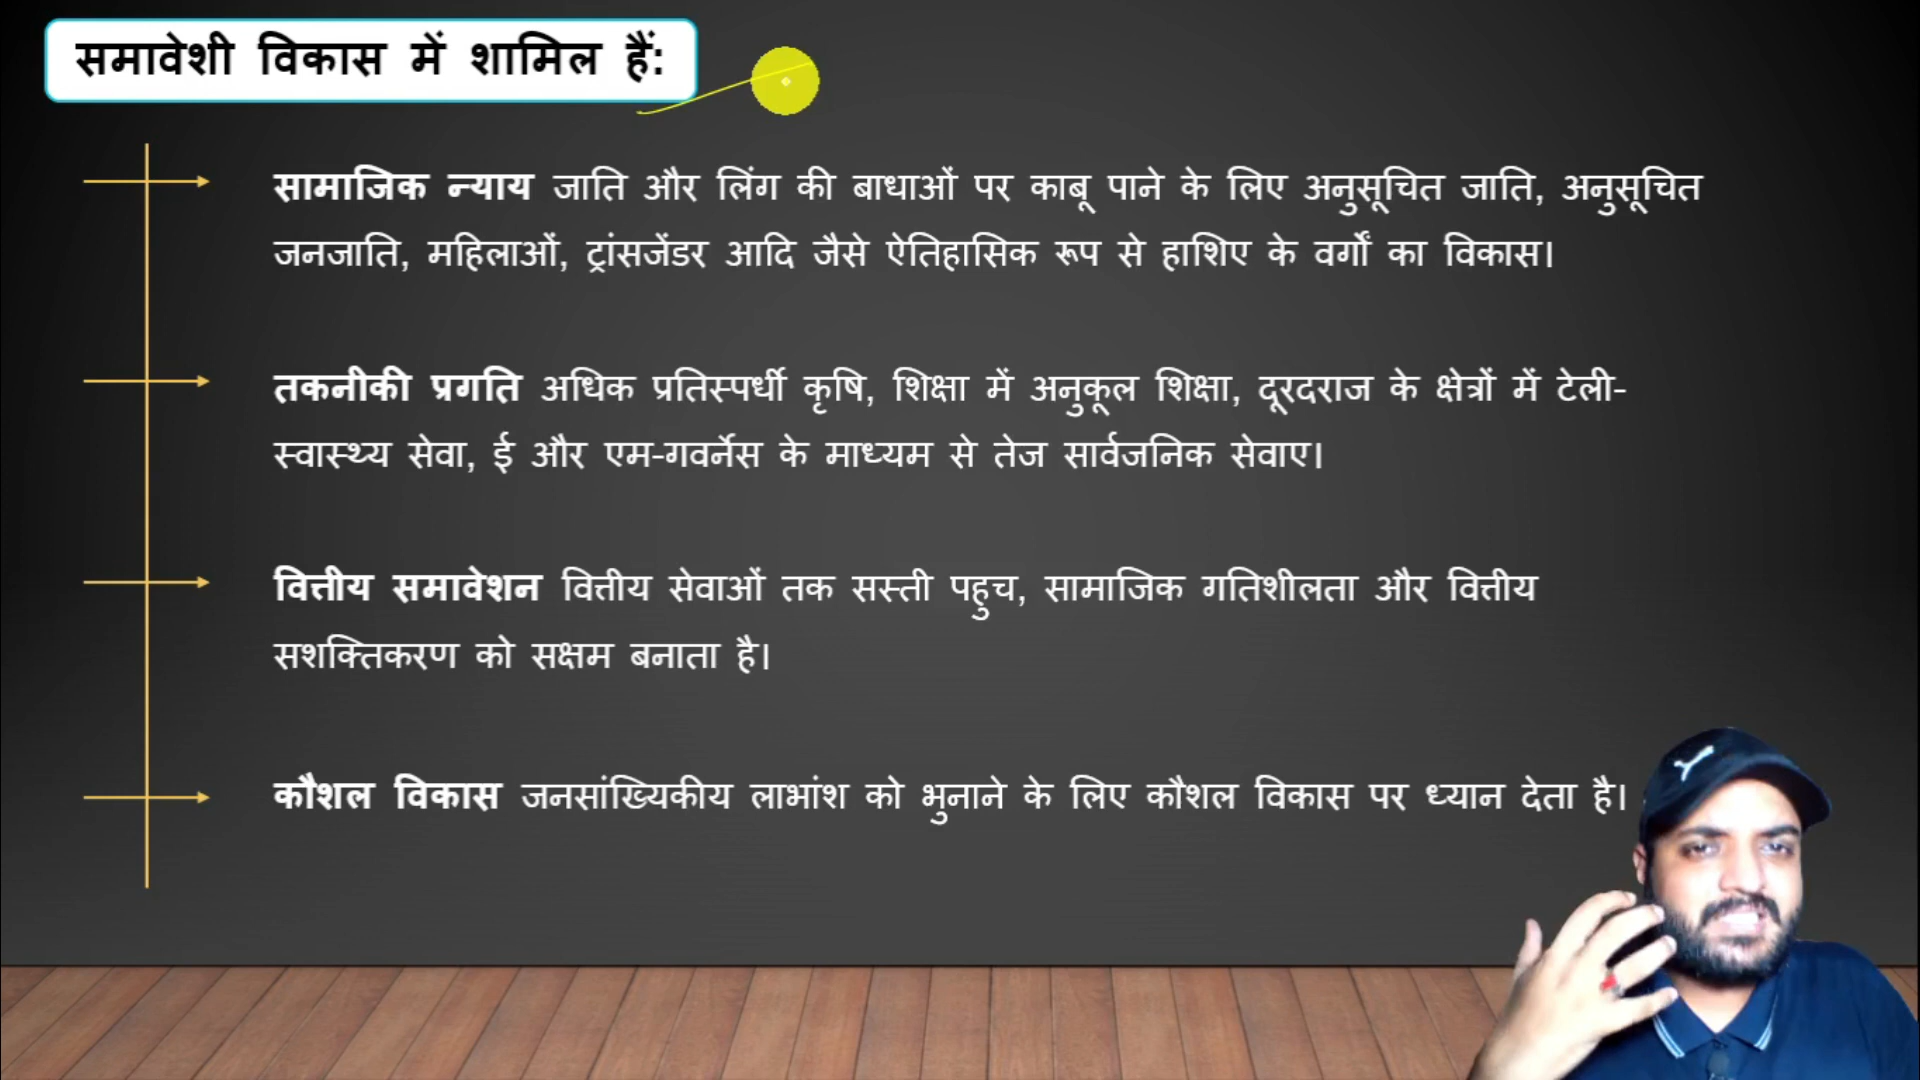 समावेशी विकास में शामिल हैं:
सामाजिक न्याय जाति और लिंग की बाधाओं पर काबू पाने के लिए अनुसूचित जाति, अनुसूचित
जनजाति, महिलाओं, ट्रांसजेंडर आदि जैसे ऐतिहासिक रूप से हाशिए के वर्गों का विकास।
तकनीकी प्रगति अधिक प्रतिस्पर्धी कृषि, शिक्षा में अनुकूल शिक्षा, दूरदराज के क्षेत्रों में टेली-
स्वास्थ्य सेवा, ई और एम-गवर्नेस के माध्यम से तेज सार्वजनिक सेवाए।
वित्तीय समावेशन वित्तीय सेवाओं तक सस्ती पहुच, सामाजिक गतिशीलता और वित्तीय
सशक्तिकरण को सक्षम बनाता है।
कौशल विकास जनसांख्यिकीय लाभांश को भुनाने के लिए कौशल विकास पर ध्यान देता है।